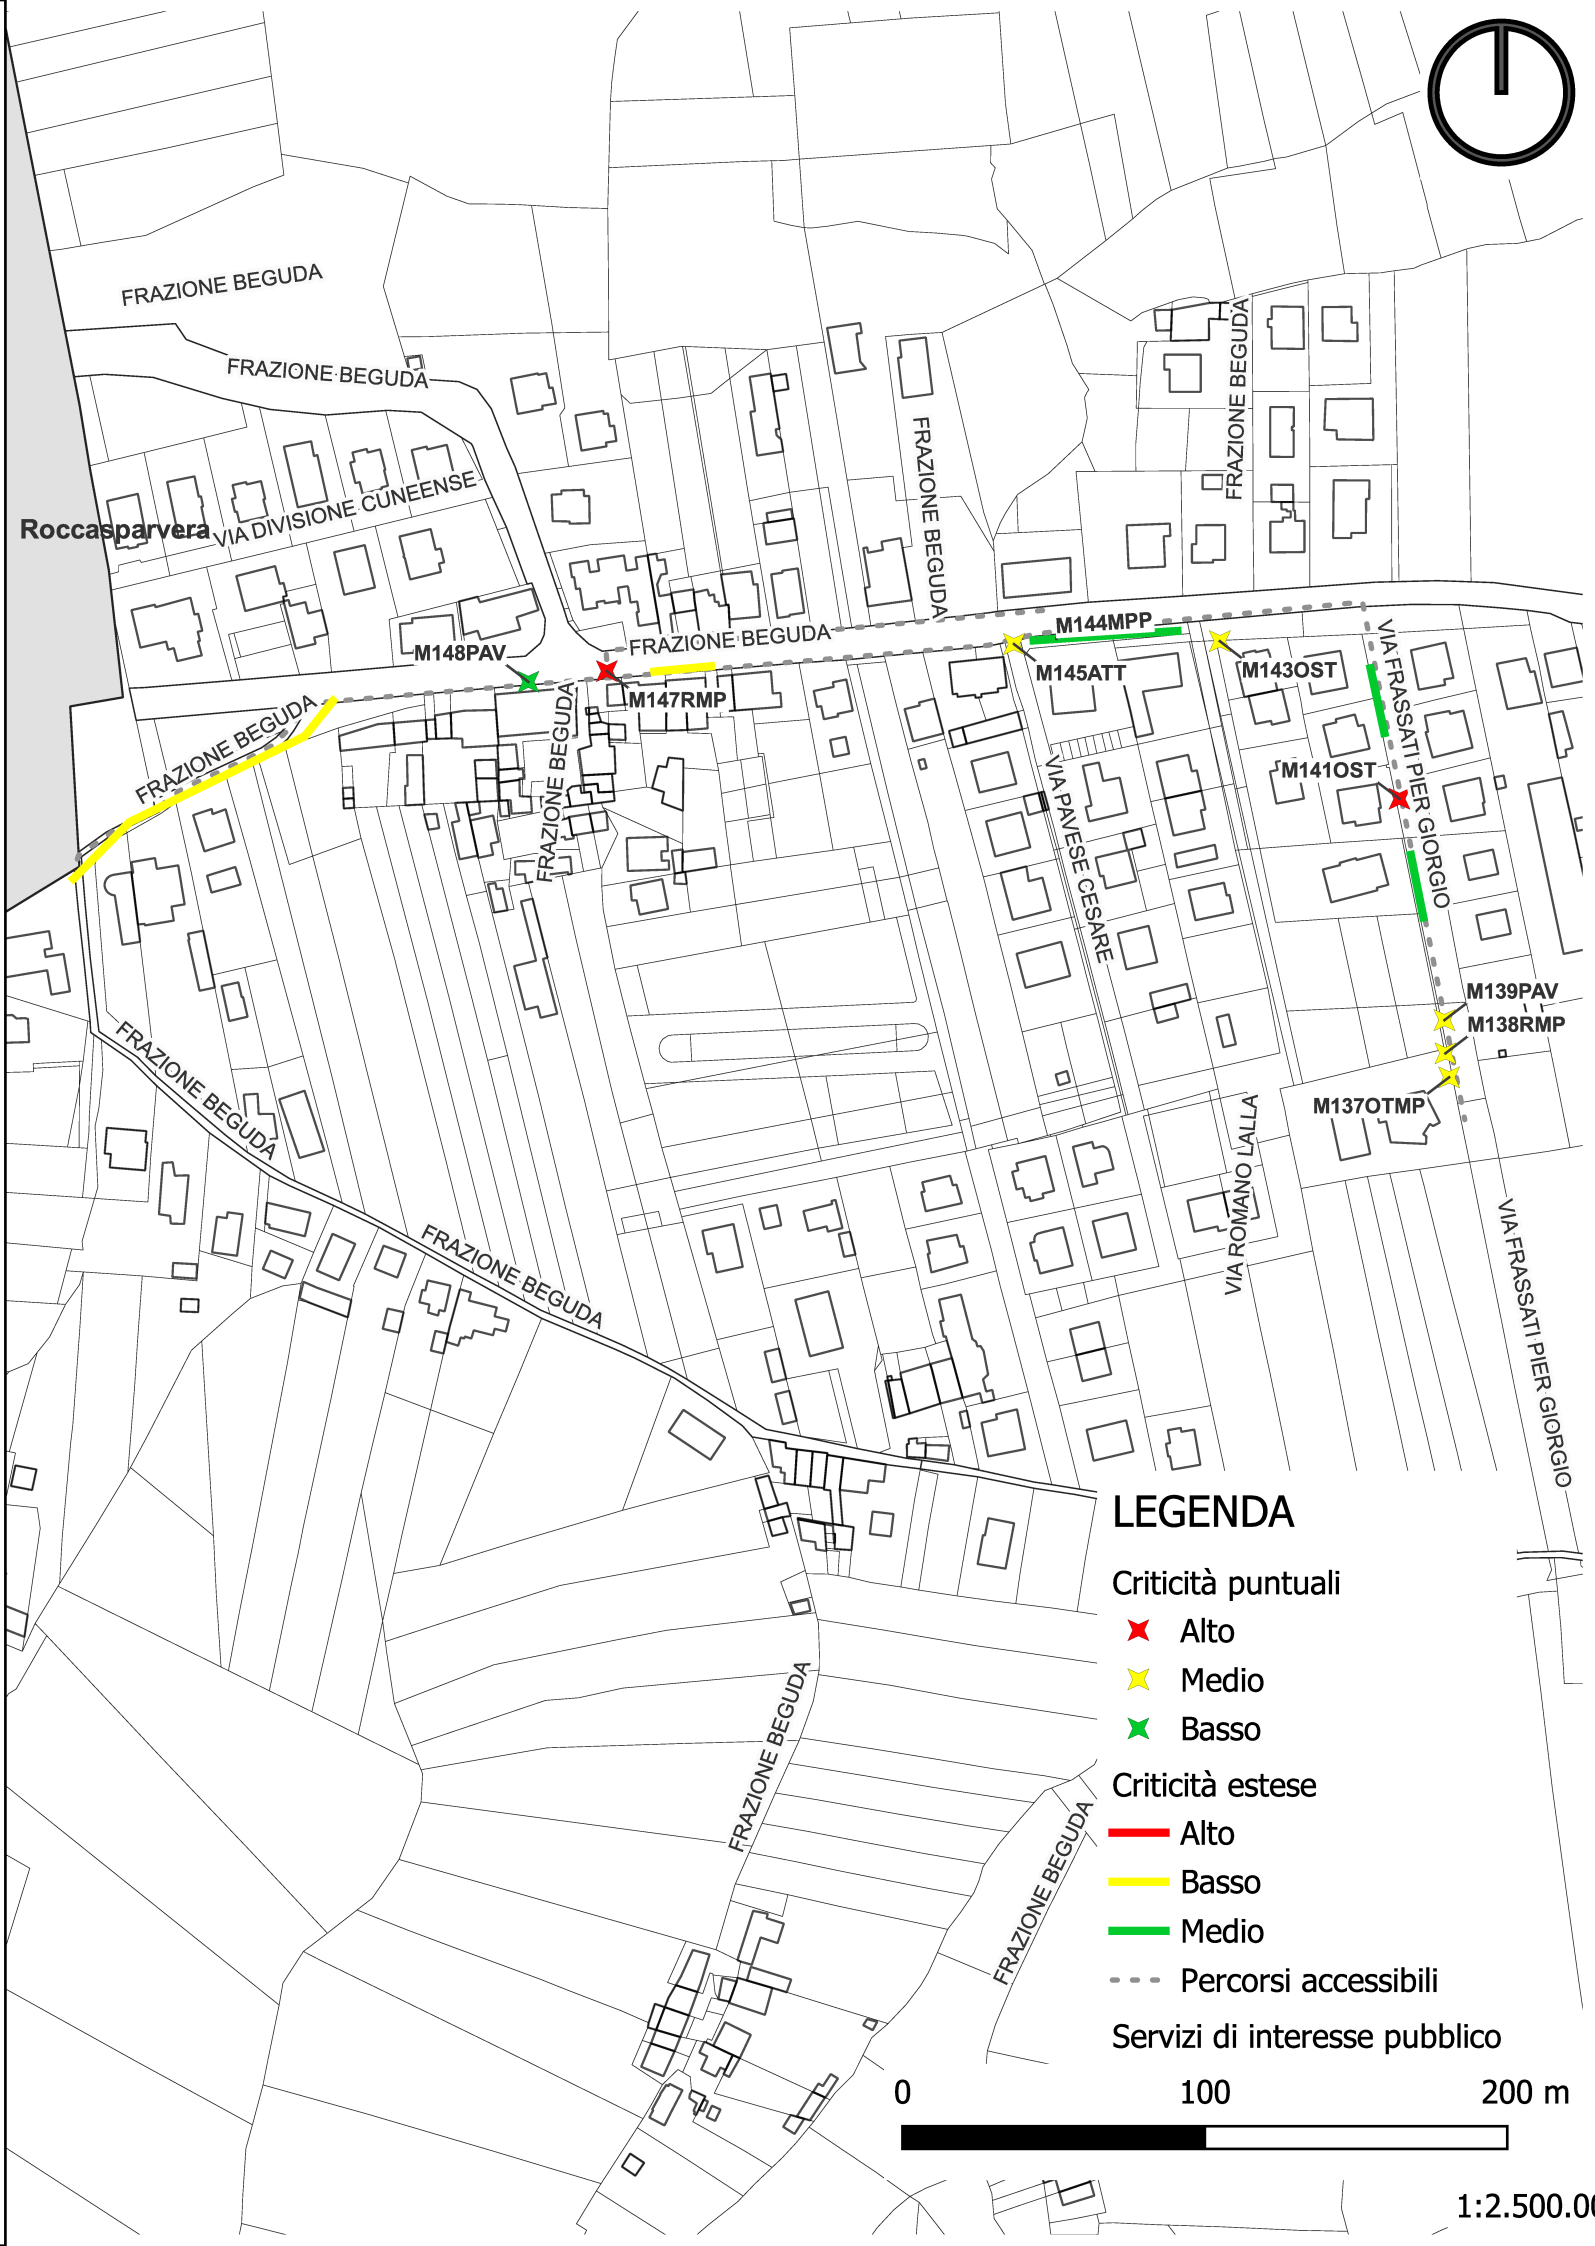 FRAZIONE BEGUDA
FRAZIONE BEGUDA
FRAZIONE BEGUDA
FRAZIONE BEGUDA
VIA DIVISIONE CUNEENSE
Roccasparvera
M148PAV
FRAZIONE BEGUDA
M144MPP
M147RMP
M145ATT
M143OST
VIA FRASSATI PIER GIORGIO
FRAZIONE BEGUDA
FRAZIONE BEGUDA
M141OST
VIA PAVESE CESARE
M139PAV
M138RMP
M137OTMP
FRAZIONE BEGUDA
VIA ROMANO LALLA
FRAZIONE BEGUDA
VIA FRASSATI PIER GIORGIO
FRAZIONE BEGUDA
FRAZIONE BEGUDA
LEGENDA
Criticità puntuali
Alto
Medio
Basso
Criticità estese
Alto
Basso
Medio
Percorsi accessibili
Servizi di interesse pubblico
0 100 200 m
1:2.500.00